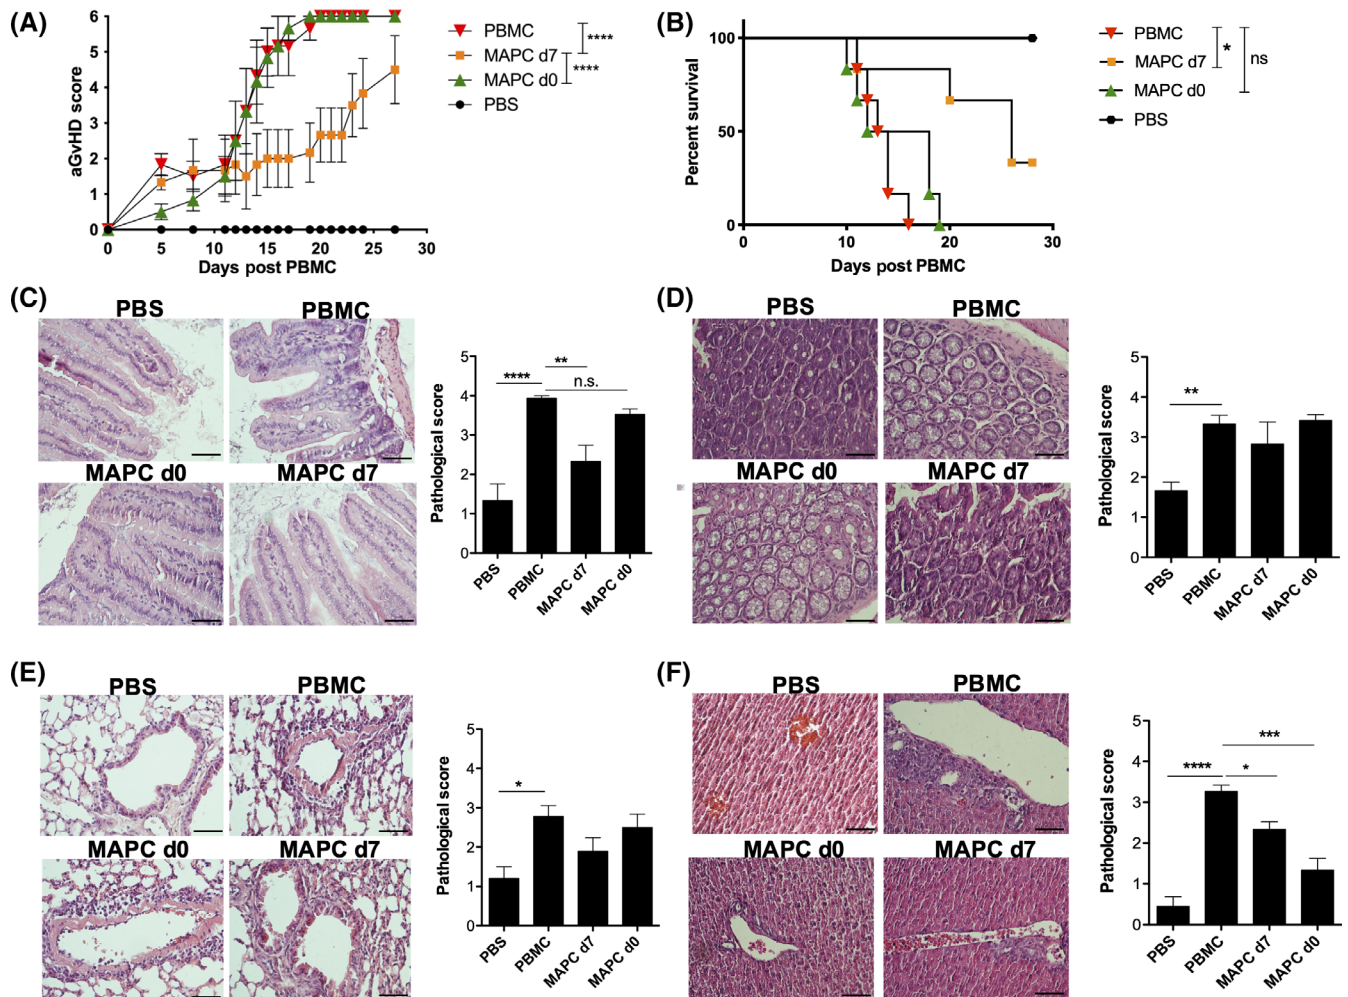 (A)
aGvHD score
6
5
4
3
2
1
0
0 5 10 15 20 25 30
Days post PBMC
PBMC
MAPC d7
MAPC d0
PBS
****
****
(B)
Percent survival
100
50
0
0 10 20 30
Days post PBMC
PBMC
MAPC d7
MAPC d0
PBS
*
ns
(C)
PBS PBMC
MAPC d0 MAPC d7
Pathological score
5
4
3
2
1
0
**** ** n.s.
PBS PBMC MAPC d7 MAPC d0
(D)
PBS PBMC
MAPC d0 MAPC d7
Pathological score
5
4
3
2
1
0
**
PBS PBMC MAPC d7 MAPC d0
(E)
PBS PBMC
MAPC d0 MAPC d7
Pathological score
5
4
3
2
1
0
*
PBS PBMC MAPC d7 MAPC d0
(F)
PBS PBMC
MAPC d0 MAPC d7
Pathological score
5
4
3
2
1
0
***
**** *
PBS PBMC MAPC d7 MAPC d0